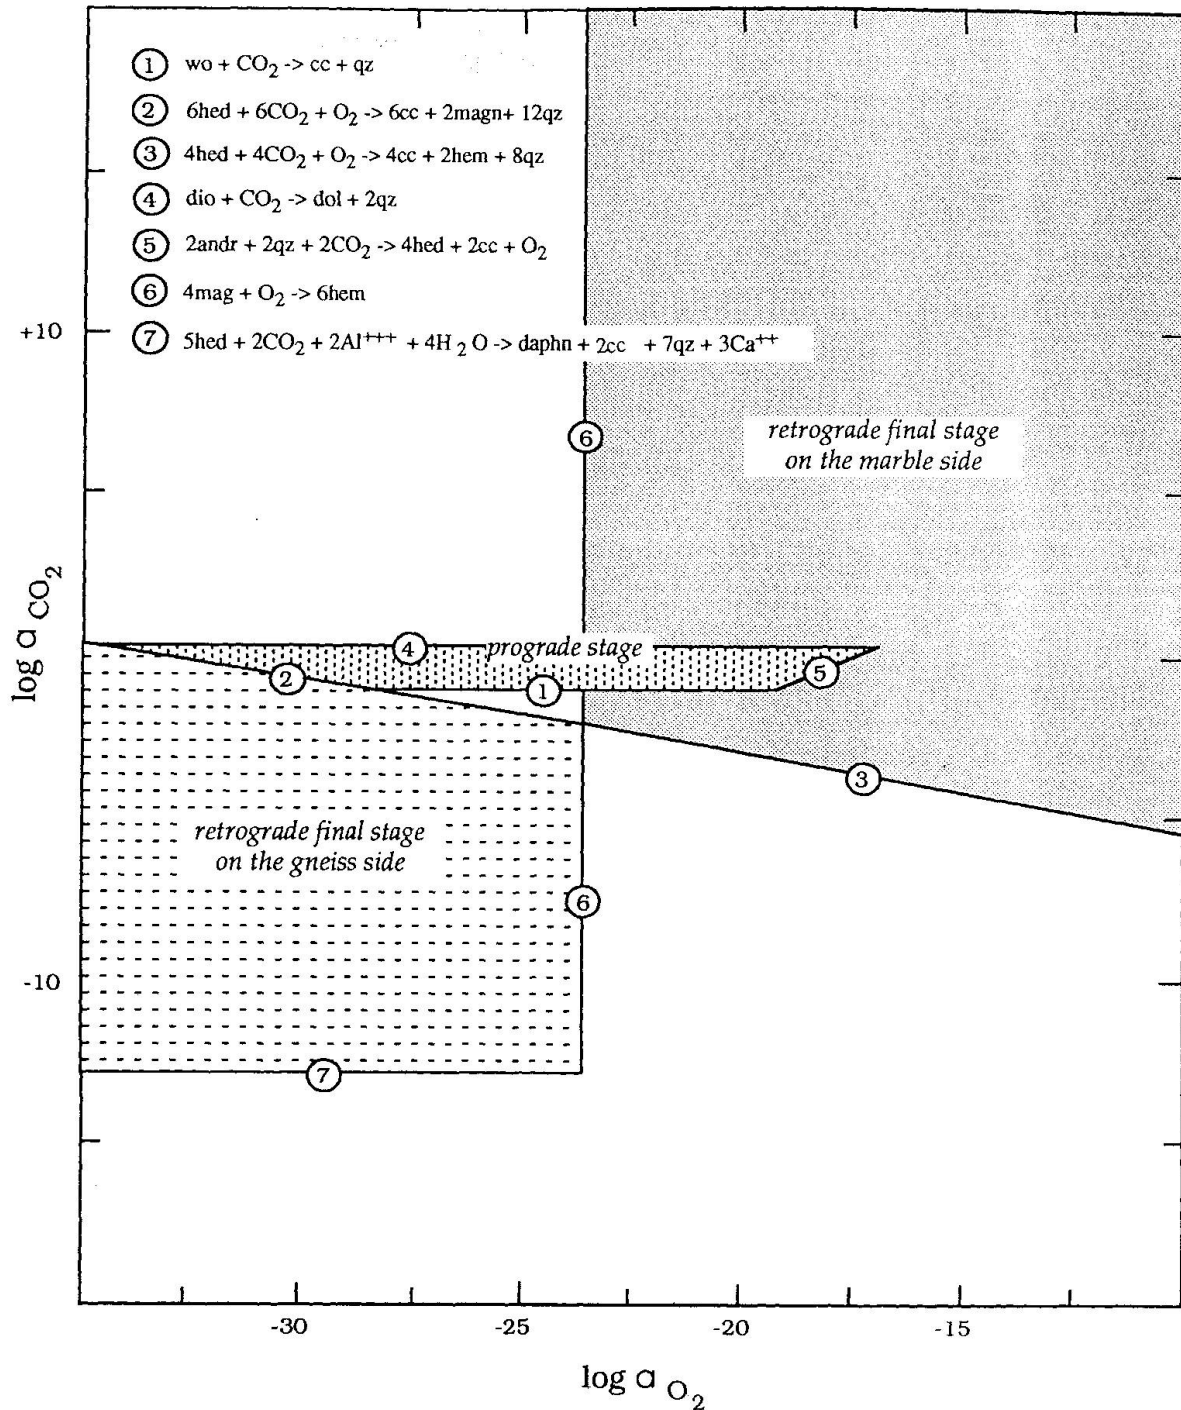 ① wo + CO₂ -> cc + qz
② 6hed + 6CO₂ + O₂ -> 6cc + 2magn+ 12qz
③ 4hed + 4CO₂ + O₂ -> 4cc + 2hem + 8qz
④ dio + CO₂ -> dol + 2qz
⑤ 2andr + 2qz + 2CO₂ -> 4hed + 2cc + O₂
⑥ 4mag + O₂ -> 6hem
⑦ 5hed + 2CO₂ + 2Al⁺⁺⁺ + 4H₂O -> daphn + 2cc + 7qz + 3Ca⁺⁺
+10
⑥
retrograde final stage
on the marble side
log a CO₂
④
prograde stage
⑤
②
①
③
retrograde final stage
on the gneiss side
⑥
-10
⑦
-30
-25
-20
-15
log a O₂